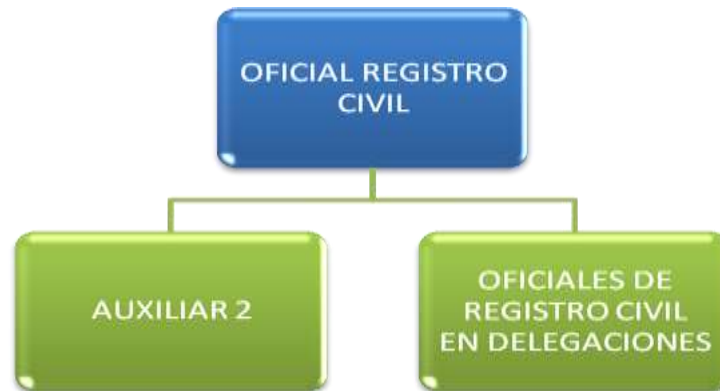 OFICIAL REGISTRO
CIVIL
AUXILIAR 2
OFICIALES DE
REGISTRO CIVIL
EN DELEGACIONES